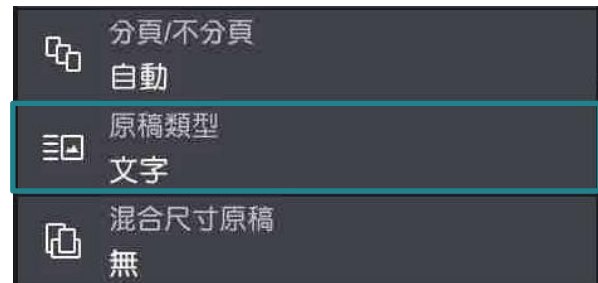 分頁/不分頁
自動
原稿類型
文字
混合尺寸原稿
無